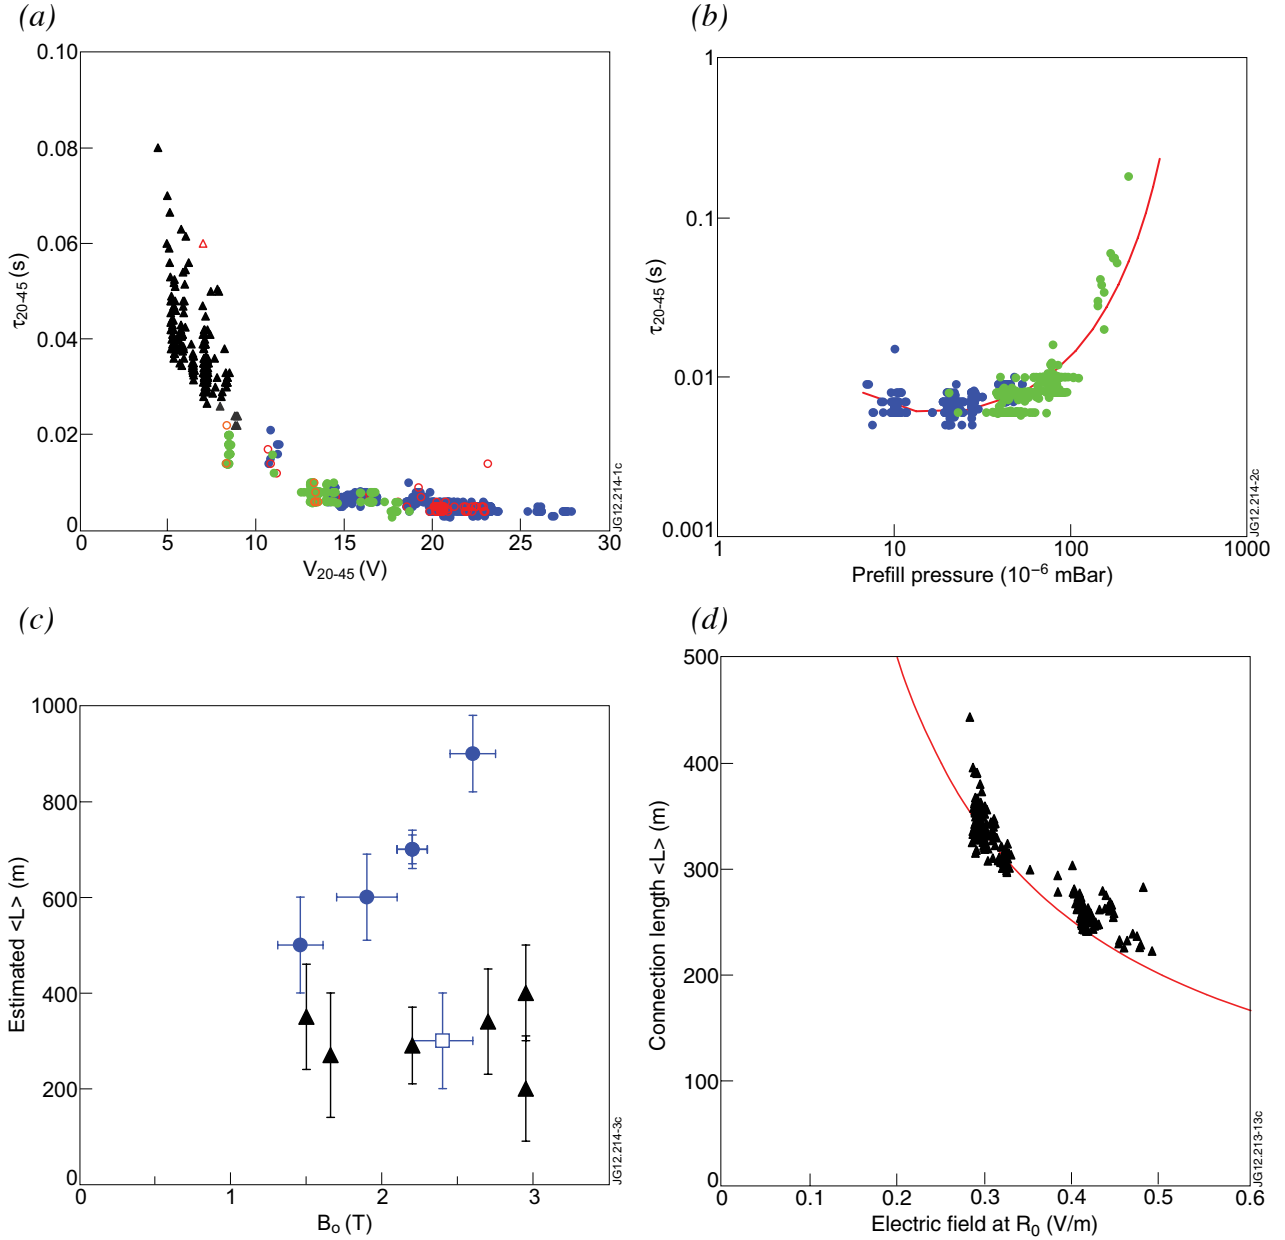 (a)
0.10
0.08
0.06
0.04
0.02
0
0 5 10 15 20 25 30
τ20-45 (s)
V20-45 (V)
JG12.214-1c
(b)
1
0.1
0.01
0.001
1 10 100 1000
τ20-45 (s)
Prefill pressure (10–6 mBar)
JG12.214-2c
(c)
1000
800
600
400
200
0
0 1 2 3
Estimated <L> (m)
Bo (T)
JG12.214-3c
(d)
500
400
300
200
100
0
0 0.1 0.2 0.3 0.4 0.5 0.6
Connection length <L> (m)
Electric field at R0 (V/m)
JG12.213-13c